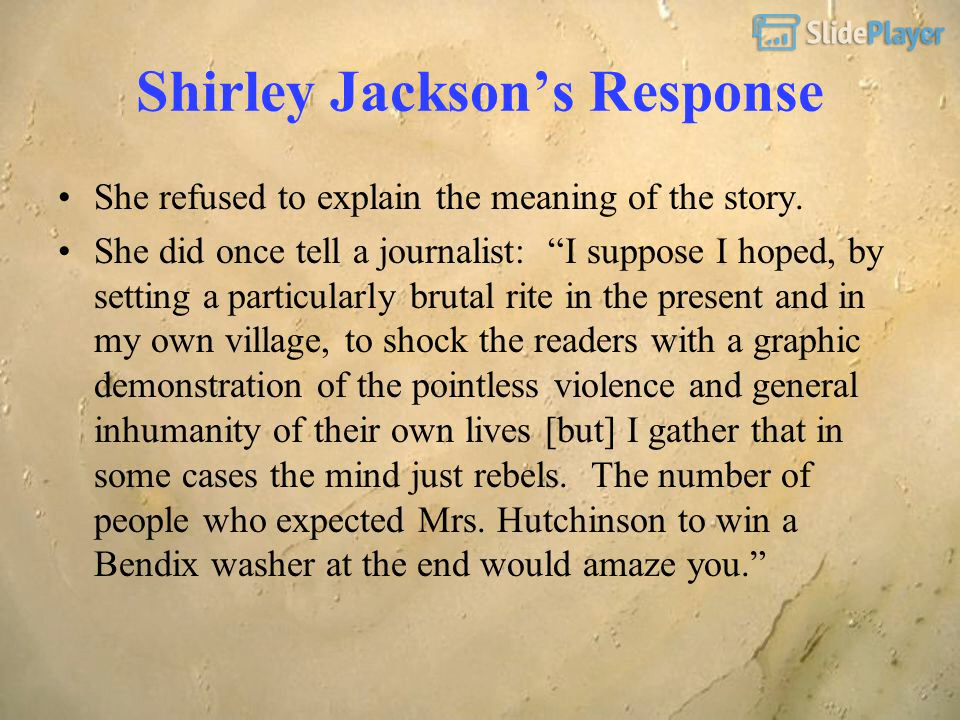 SlidePlayer
Shirley Jackson’s Response
• She refused to explain the meaning of the story.
• She did once tell a journalist: “I suppose I hoped, by
setting a particularly brutal rite in the present and in
my own village, to shock the readers with a graphic
demonstration of the pointless violence and general
inhumanity of their own lives [but] I gather that in
some cases the mind just rebels. The number of
people who expected Mrs. Hutchinson to win a
Bendix washer at the end would amaze you.”